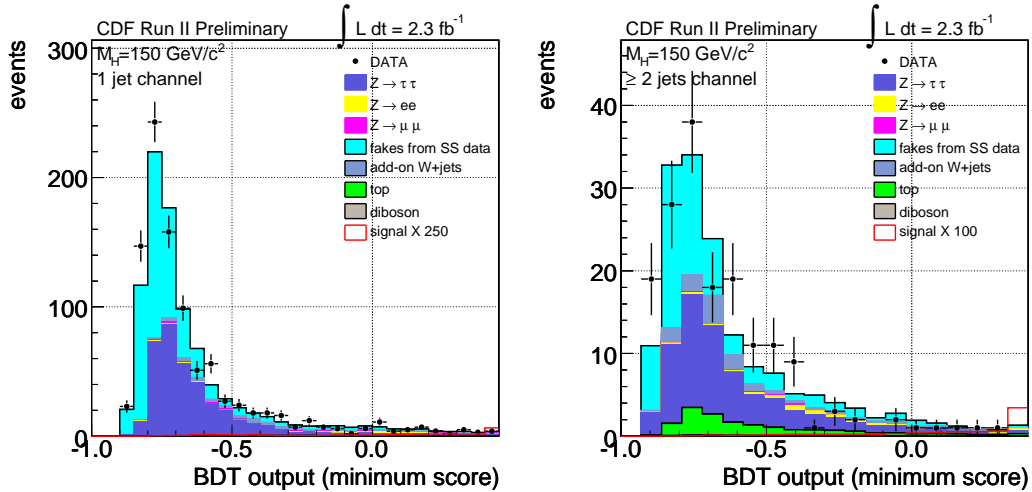 CDF Run II Preliminary
∫ L dt = 2.3 fb⁻¹
M_H=150 GeV/c²
1 jet channel
DATA
Z → τ τ
Z → ee
Z → μ μ
fakes from SS data
add-on W+jets
top
diboson
signal X 250
events
300
200
100
0
-1.0
-0.5
0.0
BDT output (minimum score)
CDF Run II Preliminary
∫ L dt = 2.3 fb⁻¹
M_H=150 GeV/c²
≥ 2 jets channel
DATA
Z → τ τ
Z → ee
Z → μ μ
fakes from SS data
add-on W+jets
top
diboson
signal X 100
events
40
30
20
10
0
-1.0
-0.5
0.0
BDT output (minimum score)